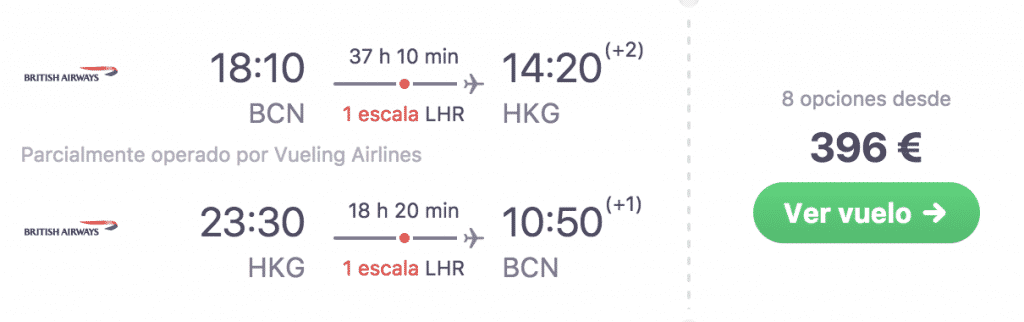 BRITISH AIRWAYS
18:10
BCN
37 h 10 min
1 escala LHR
14:20(+2)
HKG
Parcialmente operado por Vueling Airlines
BRITISH AIRWAYS
23:30
HKG
18 h 20 min
1 escala LHR
10:50(+1)
BCN
8 opciones desde
396 €
Ver vuelo →